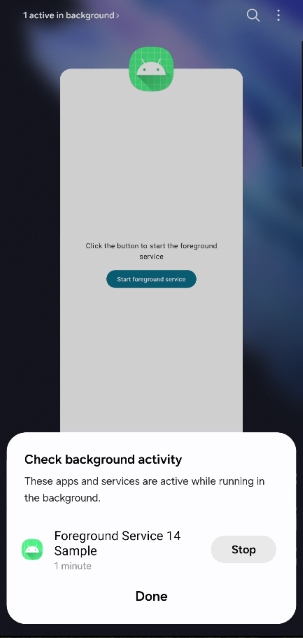 1 active in background ›
Click the button to start the foreground
service
Start foreground service
Check background activity
These apps and services are active while running in
the background.
Foreground Service 14
Sample
1 minute
Stop
Done